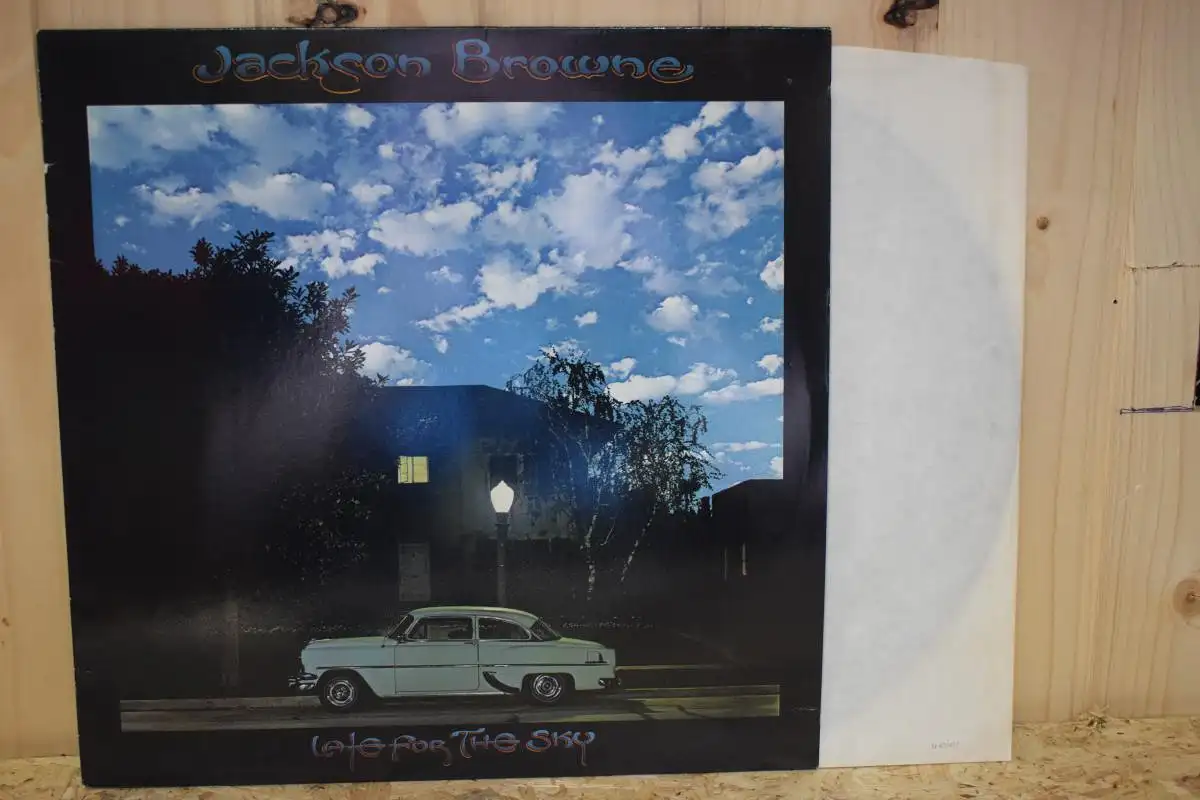 Jackson Browne
Late for the Sky